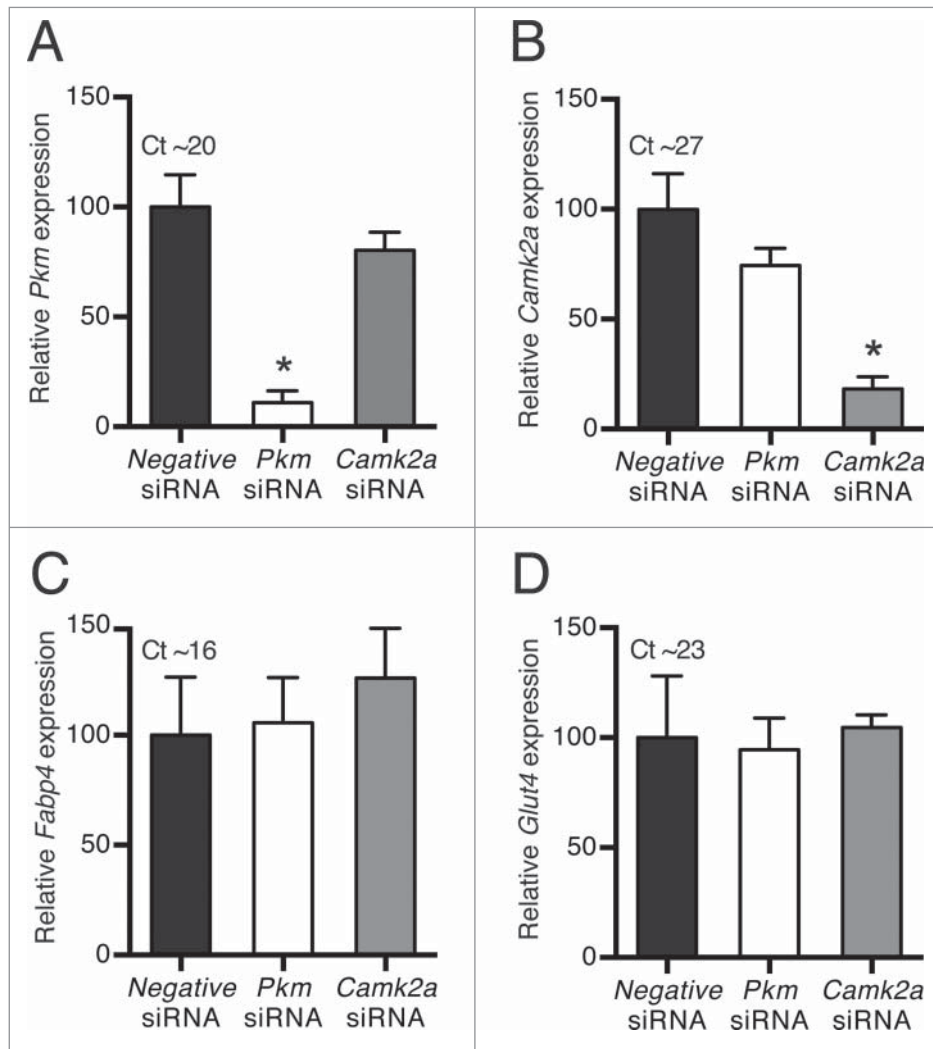 A
Relative Pkm expression
150
100
50
0
Ct ~20
*
Negative siRNA
Pkm siRNA
Camk2a siRNA
B
Relative Camk2a expression
150
100
50
0
Ct ~27
*
Negative siRNA
Pkm siRNA
Camk2a siRNA
C
Relative Fabp4 expression
150
100
50
0
Ct ~16
Negative siRNA
Pkm siRNA
Camk2a siRNA
D
Relative Glut4 expression
150
100
50
0
Ct ~23
Negative siRNA
Pkm siRNA
Camk2a siRNA